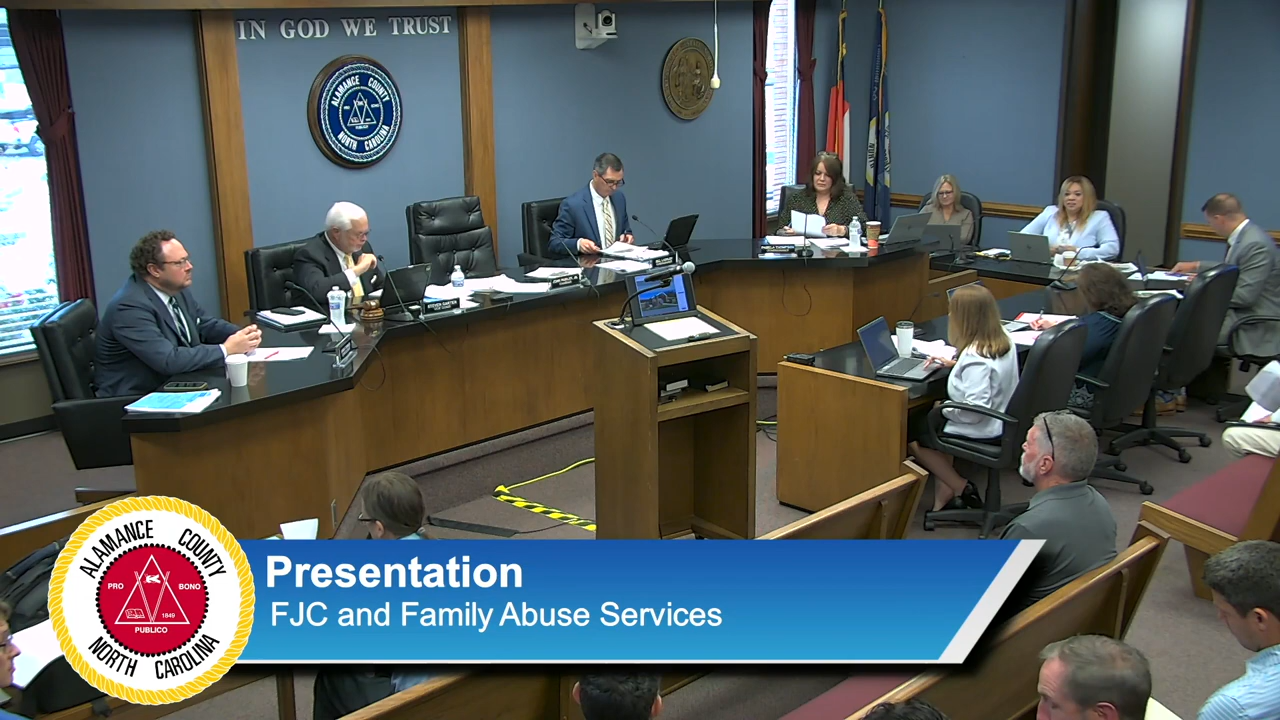 IN GOD WE TRUST
ALAMANCE COUNTY
NORTH CAROLINA
ALAMANCE COUNTY
PRO BONO
1849
PUBLICO
NORTH CAROLINA
Presentation
FJC and Family Abuse Services